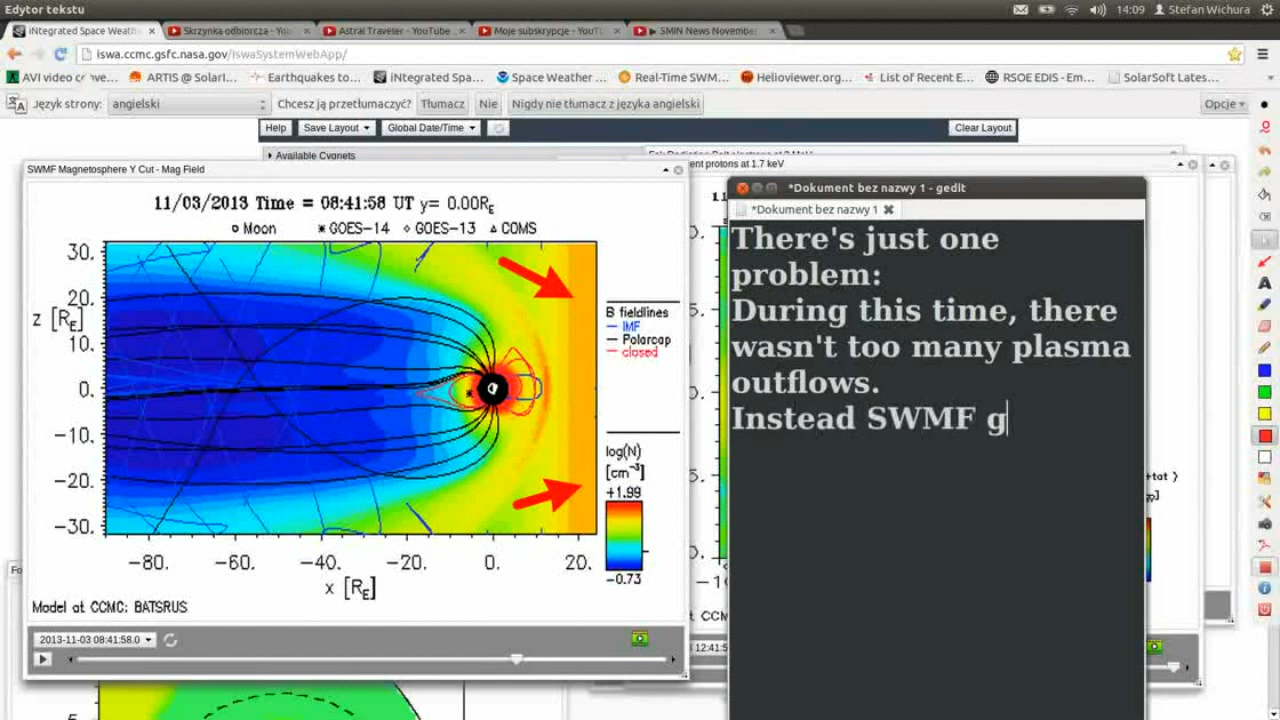 Edytor tekstu
14:09 Stefan Wichura
iNtegrated Space Weath
Skrzynka odbiorcza - You
Astral Traveler - YouTube
Moje subskrypcje - YouTu
▶ SMIN News Novembe
iswa.ccmc.gsfc.nasa.gov/IswaSystemWebApp/
AVI video co
ARTIS @ Solarl...
Earthquakes to...
iNtegrated Spa...
Space Weather ...
Real-Time SWM...
Helioviewer.org...
List of Recent E...
RSOE EDIS - Em...
SolarSoft Lates...
Język strony:
angielski
Chcesz ją przetłumaczyć?
Tłumacz
Nie
Nigdy nie tłumacz z języka angielski
Opcje
Help
Save Layout
Global Date/Time
Clear Layout
Available Cygnets
SWMF Magnetosphere Y Cut - Mag Field
ent protons at 1.7 keV
11/03/2013 Time = 08:41:58 UT y= 0.00RE
Moon
GOES-14
GOES-13
COMS
30.
20.
10.
0.
-10.
-20.
-30.
z [RE]
-80.
-60.
-40.
-20.
0.
20.
x [RE]
B fieldlines
IMF
Polarcap
closed
log(N)
[cm-3]
+1.99
-0.73
Model at CCMC: BATSRUS
2013-11-03 08:41:58.0
*Dokument bez nazwy 1 - gedit
*Dokument bez nazwy 1
There's just one
problem:
During this time, there
wasn't too many plasma
outflows.
Instead SWMF g